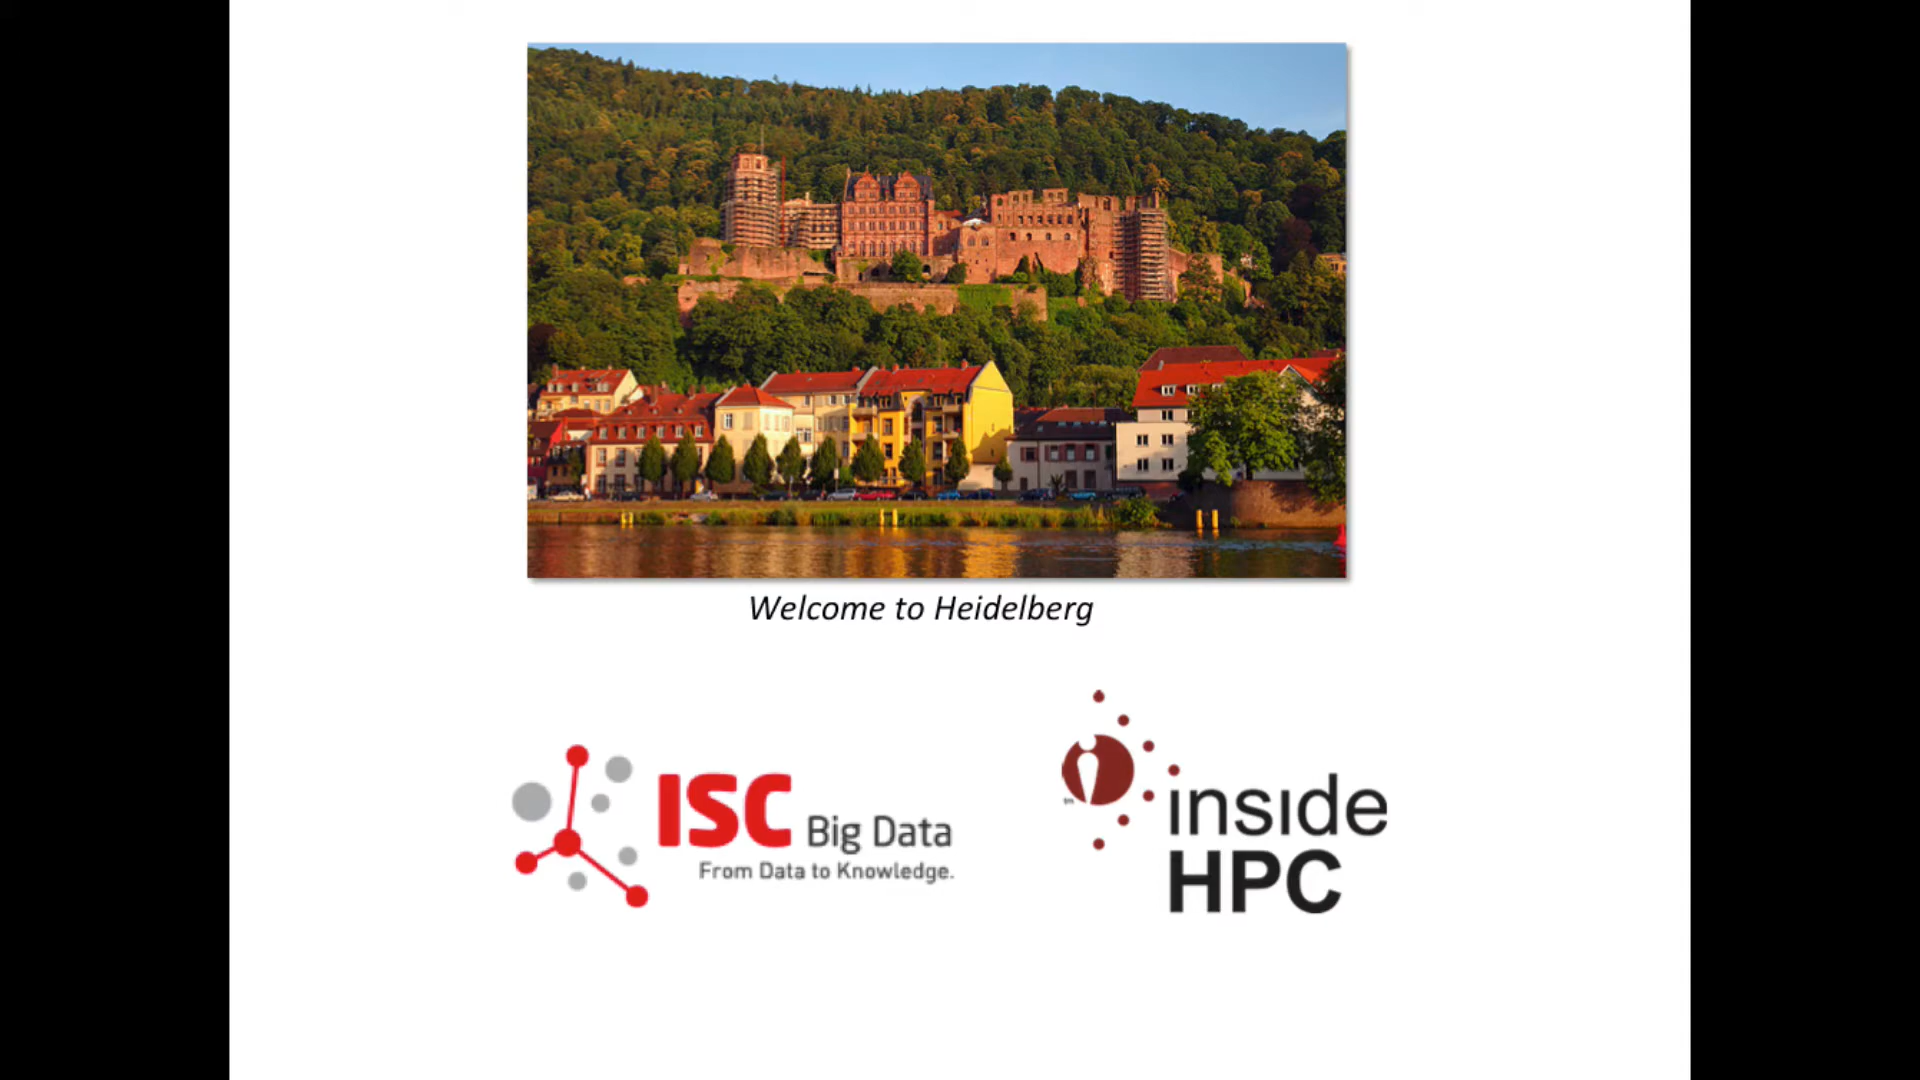 Welcome to Heidelberg
ISC Big Data
From Data to Knowledge.
inside
HPC